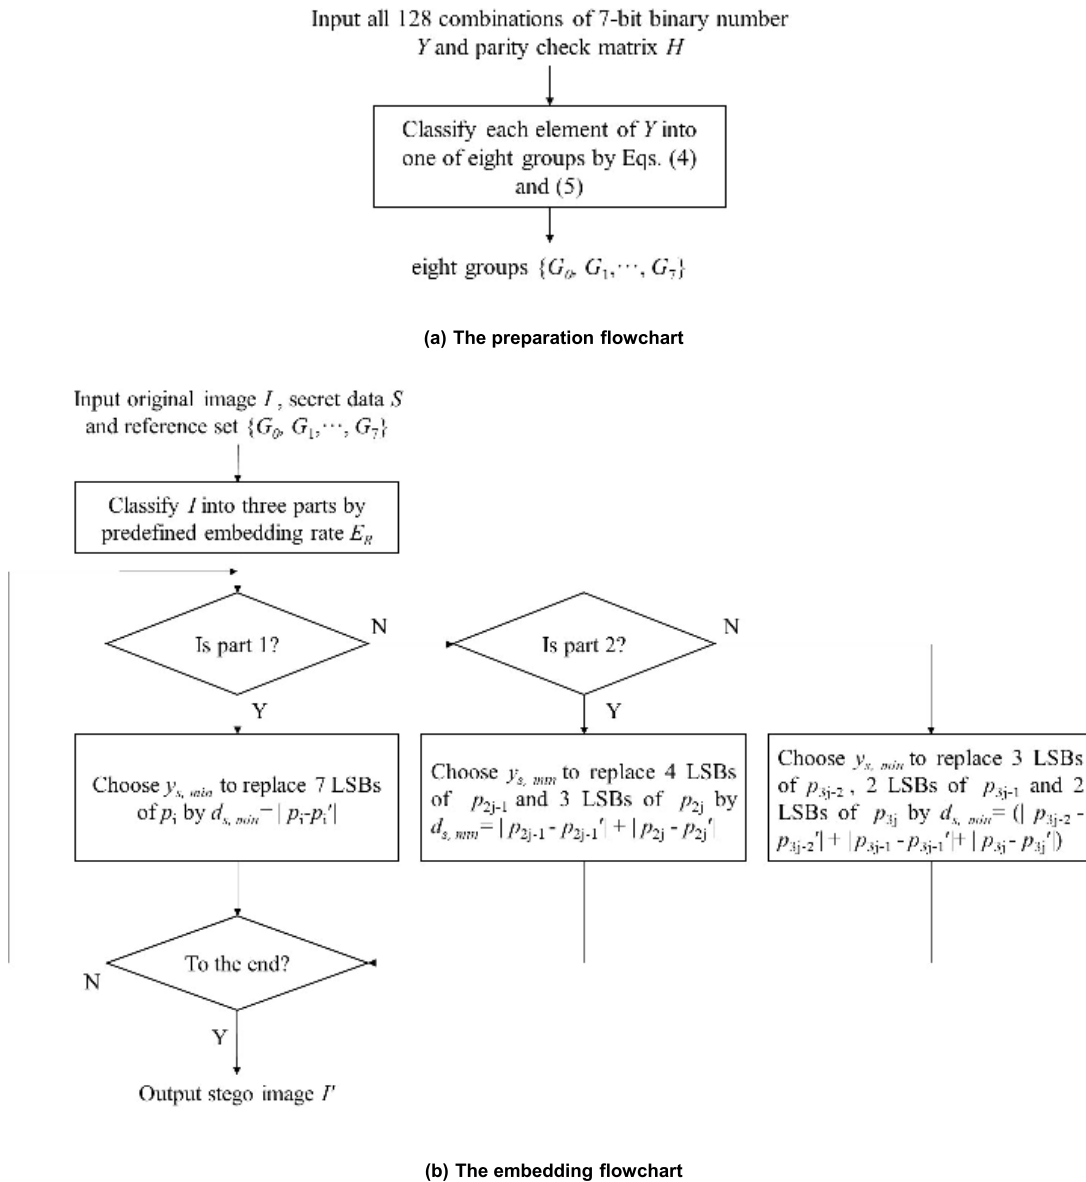 Input all 128 combinations of 7-bit binary number
Y and parity check matrix H
Classify each element of Y into
one of eight groups by Eqs. (4)
and (5)
eight groups {G0, G1,⋯, G7}
(a) The preparation flowchart
Input original image I , secret data S
and reference set {G0, G1,⋯, G7}
Classify I into three parts by
predefined embedding rate ER
Is part 1?
N
Is part 2?
N
Y
Y
Choose ys, min to replace 7 LSBs
of pi by ds, min= | pi-pi'|
Choose ys, mm to replace 4 LSBs
of p2j-1 and 3 LSBs of p2j by
ds, mm= | p2j-1 - p2j-1'| + | p2j - p2j'|
Choose ys, min to replace 3 LSBs
of p3j-2 , 2 LSBs of p3j-1 and 2
LSBs of p3j by ds, min= (| p3j-2 -
p3j-2'| + |p3j-1 - p3j-1'|+ | p3j- p3j'|)
To the end?
N
Y
Output stego image I'
(b) The embedding flowchart